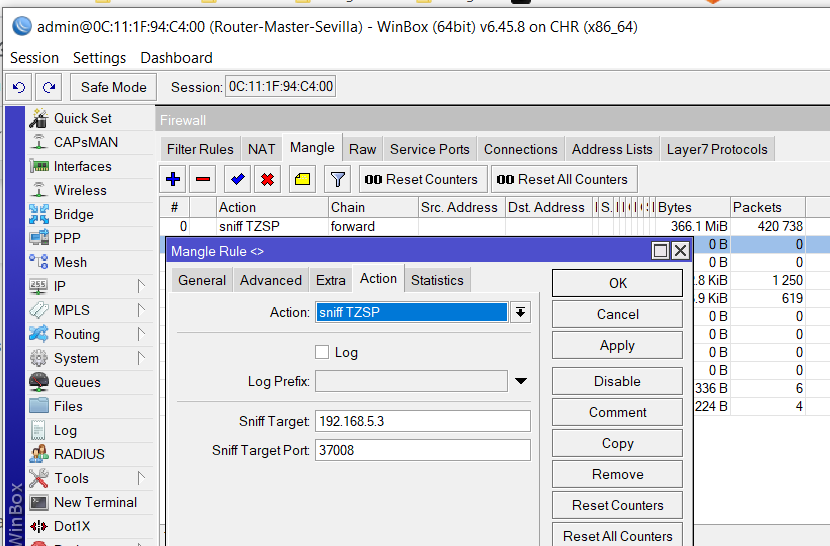 admin@0C:11:1F:94:C4:00 (Router-Master-Sevilla) - WinBox (64bit) v6.45.8 on CHR (x86_64)
Session Settings Dashboard
Safe Mode Session: 0C:11:1F:94:C4:00
Quick Set
CAPsMAN
Interfaces
Wireless
Bridge
PPP
Mesh
IP
MPLS
Routing
System
Queues
Files
Log
RADIUS
Tools
New Terminal
Dot1X
WinBox
Firewall
Filter Rules NAT Mangle Raw Service Ports Connections Address Lists Layer7 Protocols
Reset Counters 00 Reset All Counters
# Action Chain Src. Address Dst. Address S. Bytes Packets
0 sniff TZSP forward 366.1 MiB 420 738
0 B 0
0 B 0
.8 KiB 1 250
.9 KiB 619
0 B 0
0 B 0
0 B 0
0 B 0
336 B 6
224 B 4
Mangle Rule <>
General Advanced Extra Action Statistics
Action: sniff TZSP
Log
Log Prefix:
Sniff Target: 192.168.5.3
Sniff Target Port: 37008
OK
Cancel
Apply
Disable
Comment
Copy
Remove
Reset Counters
Reset All Counters